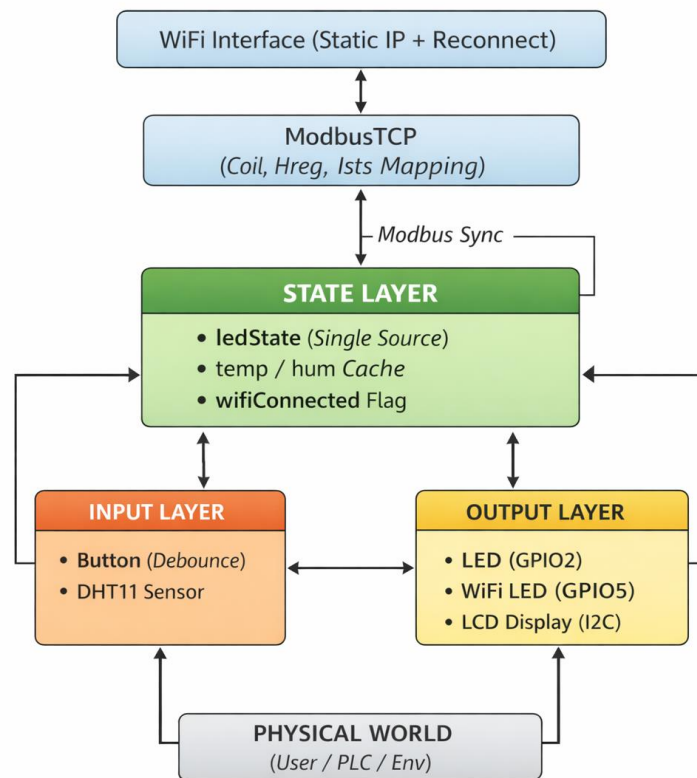 WiFi Interface (Static IP + Reconnect)
ModbusTCP
(Coil, Hreg, Ists Mapping)
Modbus Sync
STATE LAYER
• ledState (Single Source)
• temp / hum Cache
• wifiConnected Flag
INPUT LAYER
• Button (Debounce)
• DHT11 Sensor
OUTPUT LAYER
• LED (GPIO2)
• WiFi LED (GPIO5)
• LCD Display (I2C)
PHYSICAL WORLD
(User / PLC / Env)